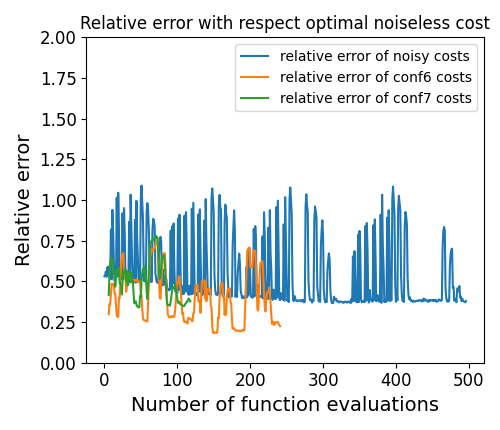 Relative error with respect optimal noiseless cost
relative error of noisy costs
relative error of conf6 costs
relative error of conf7 costs
Relative error
2.00
1.75
1.50
1.25
1.00
0.75
0.50
0.25
0.00
0 100 200 300 400 500
Number of function evaluations